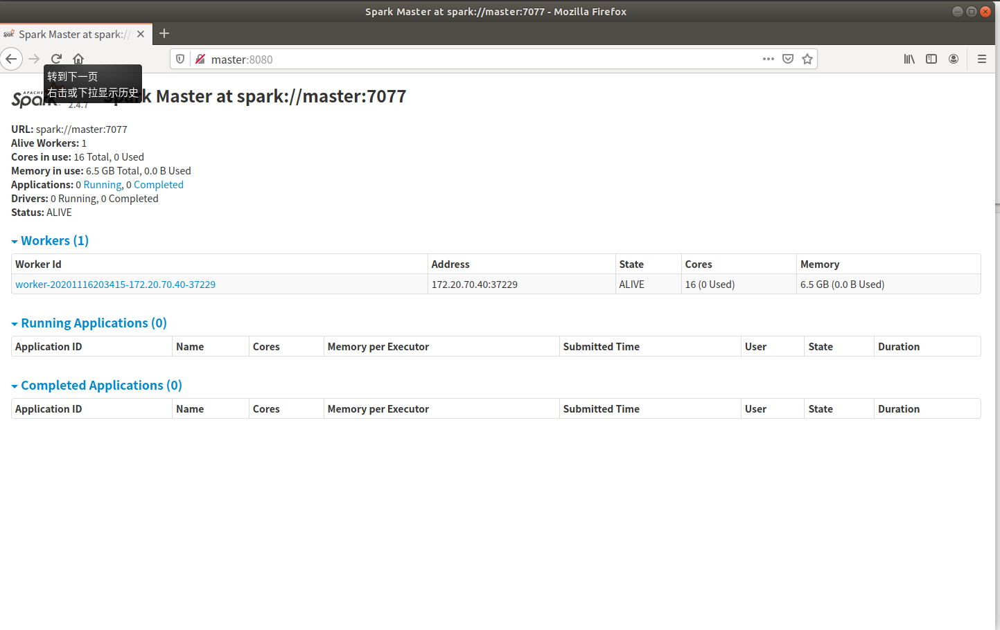 Spark Master at spark://master:7077 - Mozilla Firefox
Spark Master at spark://
master:8080
转到下一页
右击或下拉显示历史
APACHE
Spark 2.4.7 Spark Master at spark://master:7077
URL: spark://master:7077
Alive Workers: 1
Cores in use: 16 Total, 0 Used
Memory in use: 6.5 GB Total, 0.0 B Used
Applications: 0 Running, 0 Completed
Drivers: 0 Running, 0 Completed
Status: ALIVE
Workers (1)
Worker Id Address State Cores Memory
worker-20201116203415-172.20.70.40-37229 172.20.70.40:37229 ALIVE 16 (0 Used) 6.5 GB (0.0 B Used)
Running Applications (0)
Application ID Name Cores Memory per Executor Submitted Time User State Duration
Completed Applications (0)
Application ID Name Cores Memory per Executor Submitted Time User State Duration